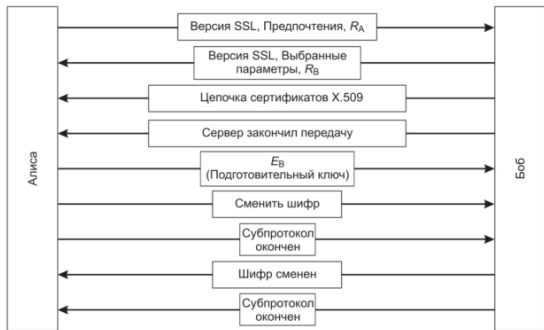 Версия SSL, Предпочтения, RA
Версия SSL, Выбранные
параметры, RB
Цепочка сертификатов X.509
Сервер закончил передачу
EB
(Подготовительный ключ)
Сменить шифр
Субпротокол
окончен
Шифр сменен
Субпротокол
окончен
Алиса
Боб